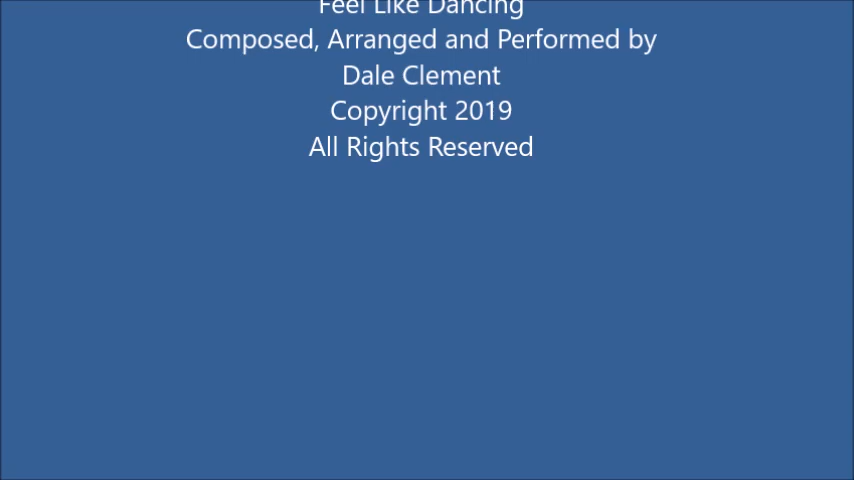 Feel Like Dancing
Composed, Arranged and Performed by
Dale Clement
Copyright 2019
All Rights Reserved